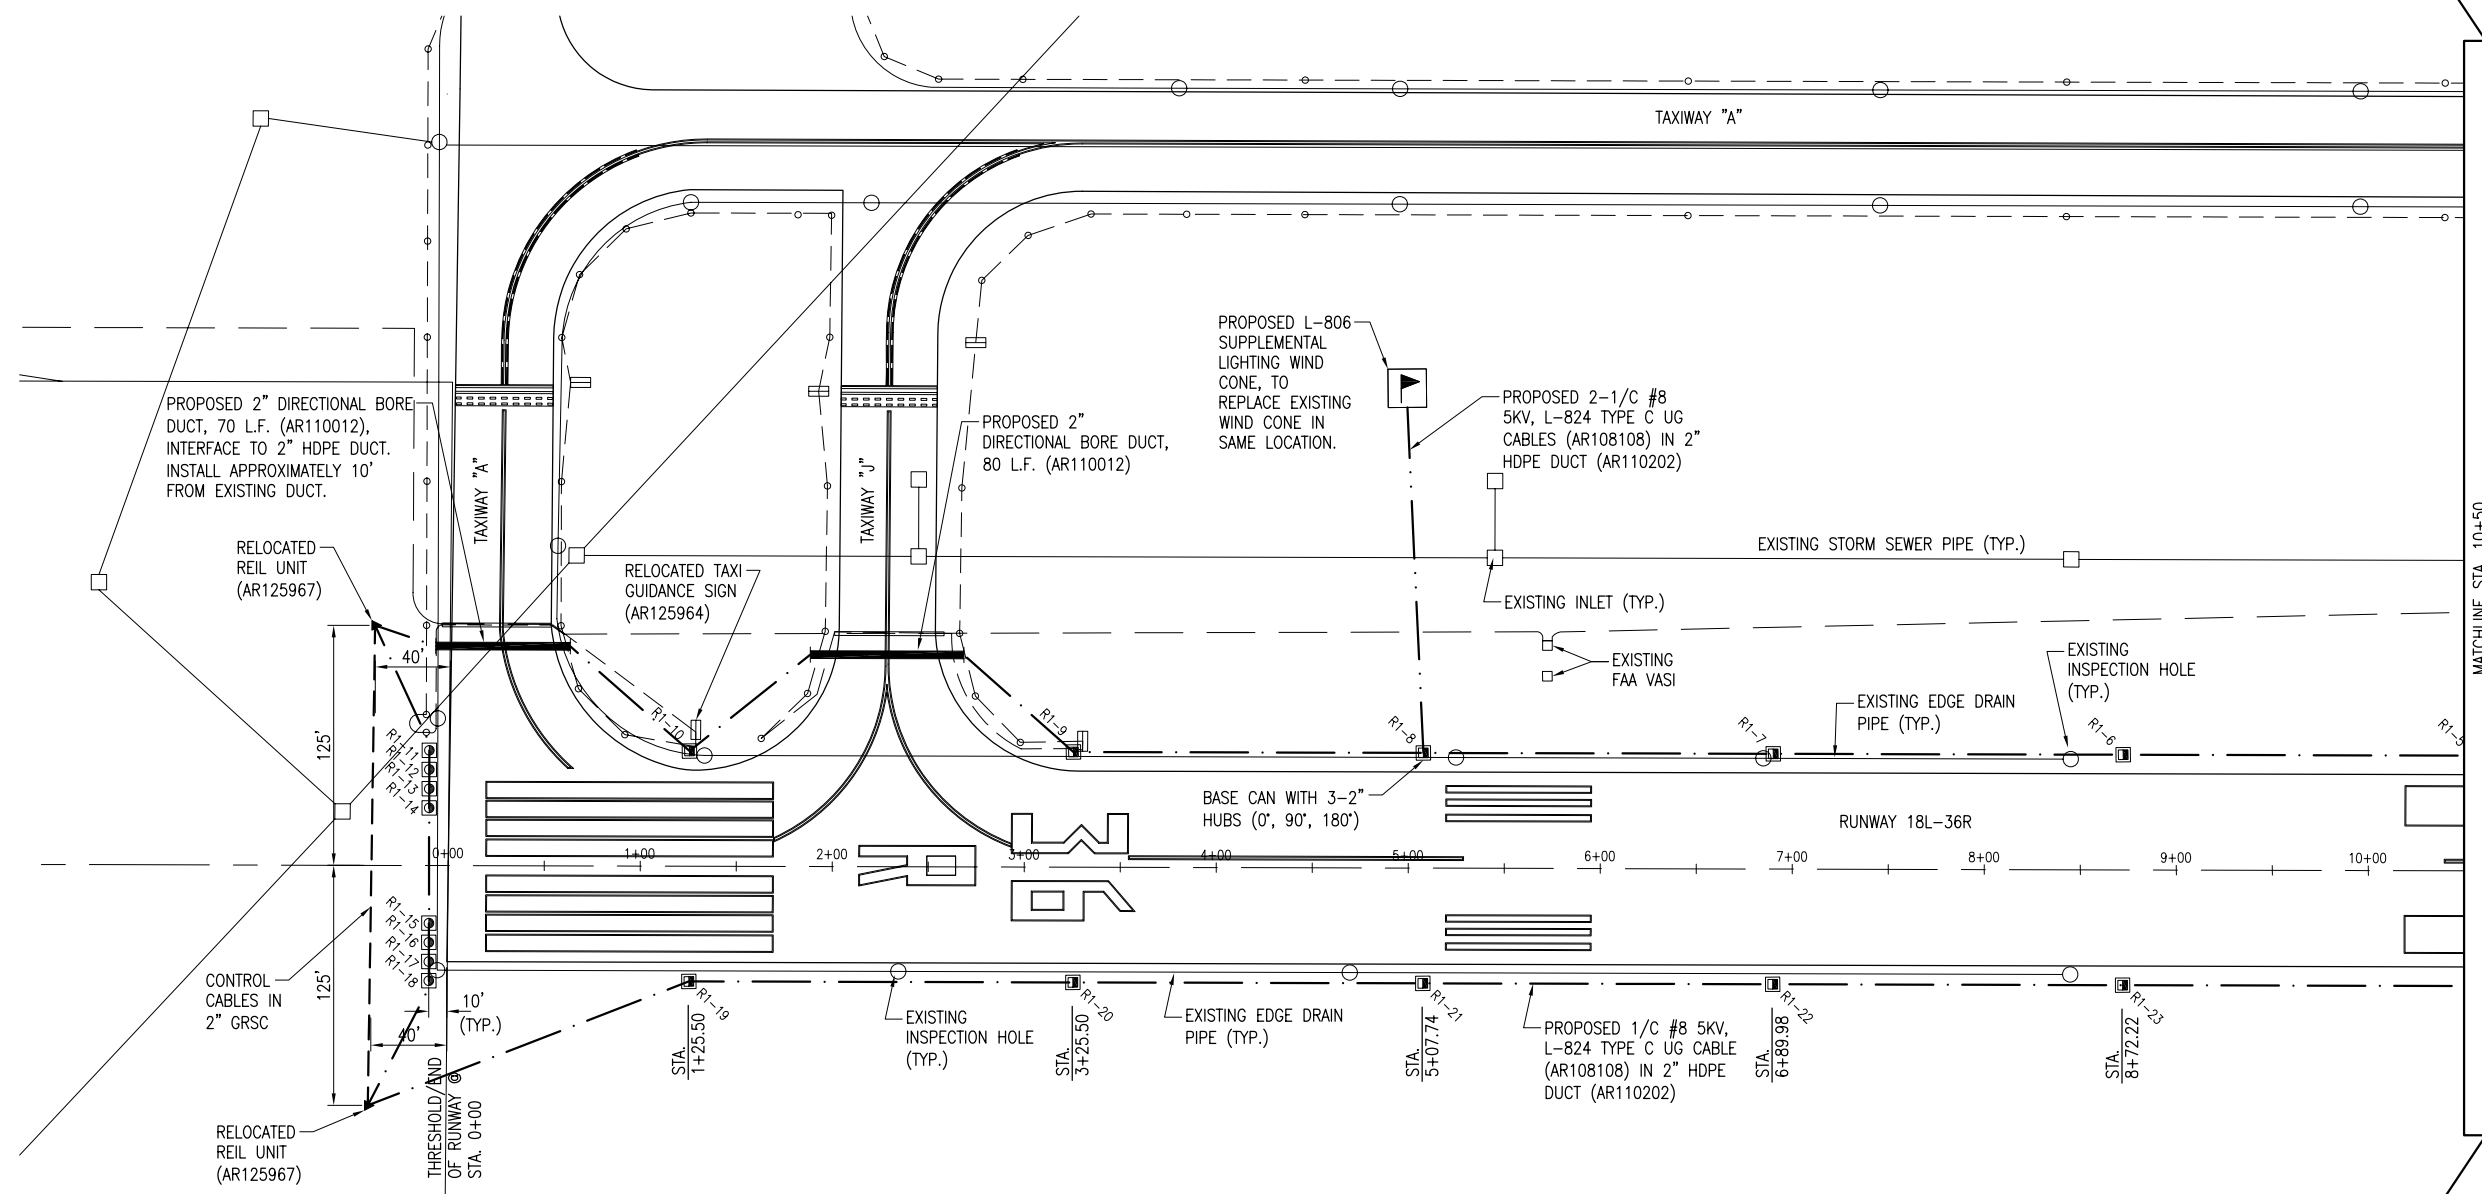 TAXIWAY "A"
PROPOSED L-806
SUPPLEMENTAL
LIGHTING WIND
CONE, TO
REPLACE EXISTING
WIND CONE IN
SAME LOCATION.
PROPOSED 2-1/C #8
5KV, L-824 TYPE C UG
CABLES (AR108108) IN 2"
HDPE DUCT (AR110202)
PROPOSED 2" DIRECTIONAL BORE
DUCT, 70 L.F. (AR110012),
INTERFACE TO 2" HDPE DUCT.
INSTALL APPROXIMATELY 10'
FROM EXISTING DUCT.
TAXIWAY "A"
TAXIWAY "J"
PROPOSED 2"
DIRECTIONAL BORE DUCT,
80 L.F. (AR110012)
RELOCATED
REIL UNIT
(AR125967)
RELOCATED TAXI
GUIDANCE SIGN
(AR125964)
EXISTING STORM SEWER PIPE (TYP.)
EXISTING INLET (TYP.)
EXISTING
FAA VASI
EXISTING
INSPECTION HOLE
(TYP.)
EXISTING EDGE DRAIN
PIPE (TYP.)
MATCHLINE STA. 10+50
40'
125'
R1-10
R1-9
R1-8
R1-7
R1-6
R1-5
R1-11
R1-12
R1-13
R1-14
BASE CAN WITH 3-2"
HUBS (0°, 90°, 180°)
RUNWAY 18L-36R
0+00
1+00
2+00
3+00
4+00
5+00
6+00
7+00
8+00
9+00
10+00
36
R
R1-15
R1-16
R1-17
R1-18
125'
CONTROL
CABLES IN
2" GRSC
10'
(TYP.)
40'
R1-19
R1-20
R1-21
R1-22
R1-23
STA.
1+25.50
STA.
3+25.50
STA.
5+07.74
STA.
6+89.98
STA.
8+72.22
EXISTING
INSPECTION HOLE
(TYP.)
EXISTING EDGE DRAIN
PIPE (TYP.)
PROPOSED 1/C #8 5KV,
L-824 TYPE C UG CABLE
(AR108108) IN 2" HDPE
DUCT (AR110202)
THRESHOLD/END
OF RUNWAY @
STA. 0+00
RELOCATED
REIL UNIT
(AR125967)